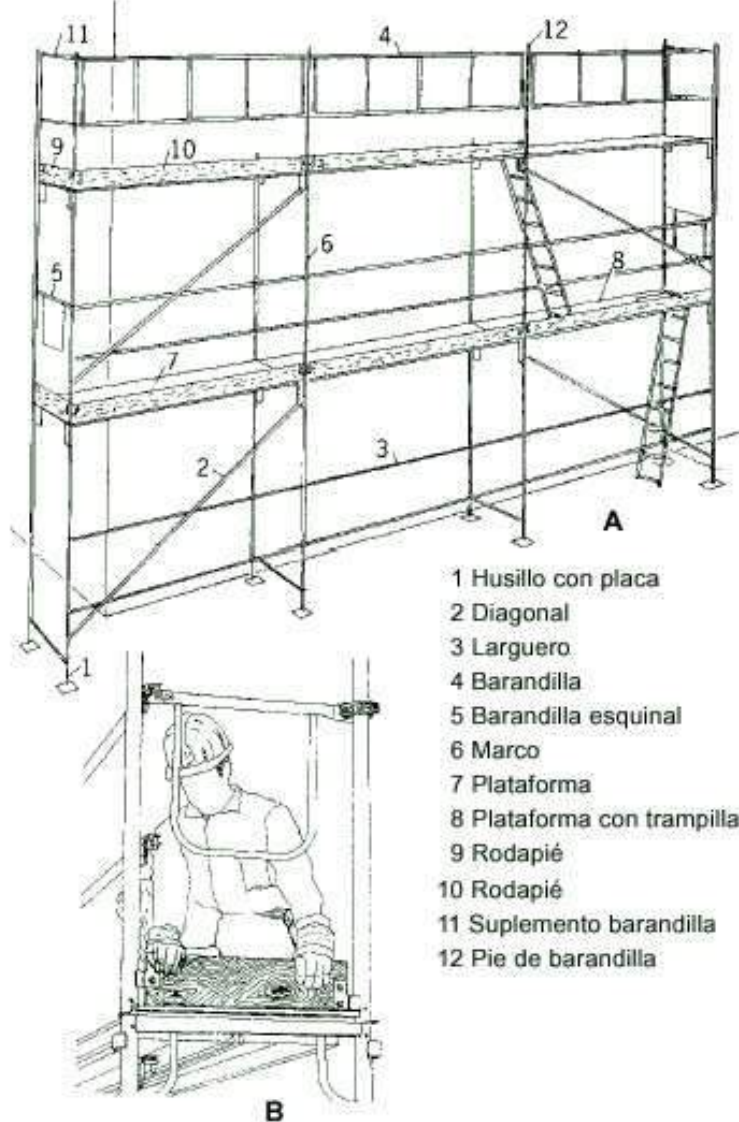 11
4
12
9
10
6
5
8
7
3
2
A
1 Husillo con placa
2 Diagonal
3 Larguero
4 Barandilla
5 Barandilla esquinal
6 Marco
7 Plataforma
8 Plataforma con trampilla
9 Rodapié
10 Rodapié
11 Suplemento barandilla
12 Pie de barandilla
1
B